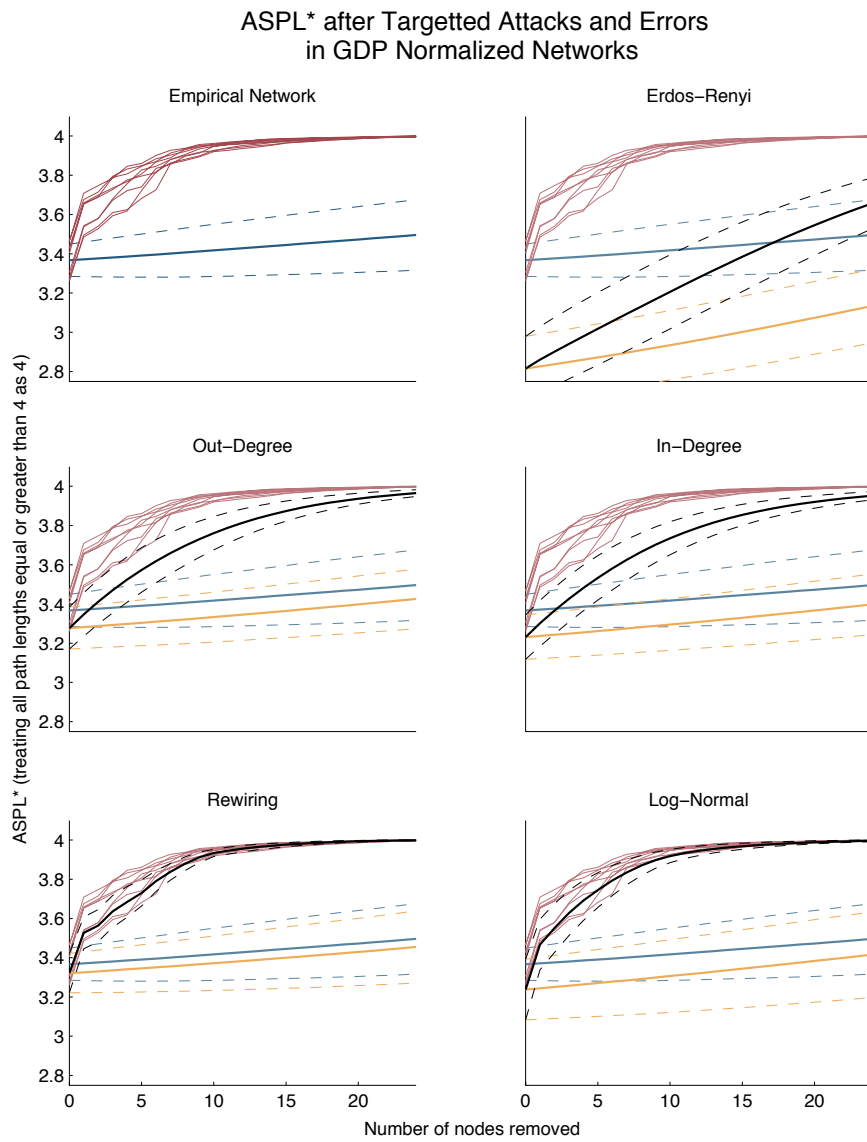 ASPL* after Targetted Attacks and Errors
in GDP Normalized Networks
Empirical Network
Erdos−Renyi
4
3.8
3.6
3.4
3.2
3
2.8
Out−Degree
In−Degree
4
3.8
3.6
3.4
3.2
3
2.8
ASPL* (treating all path lengths equal or greater than 4 as 4)
Rewiring
Log−Normal
4
3.8
3.6
3.4
3.2
3
2.8
0 5 10 15 20
0 5 10 15 20
Number of nodes removed